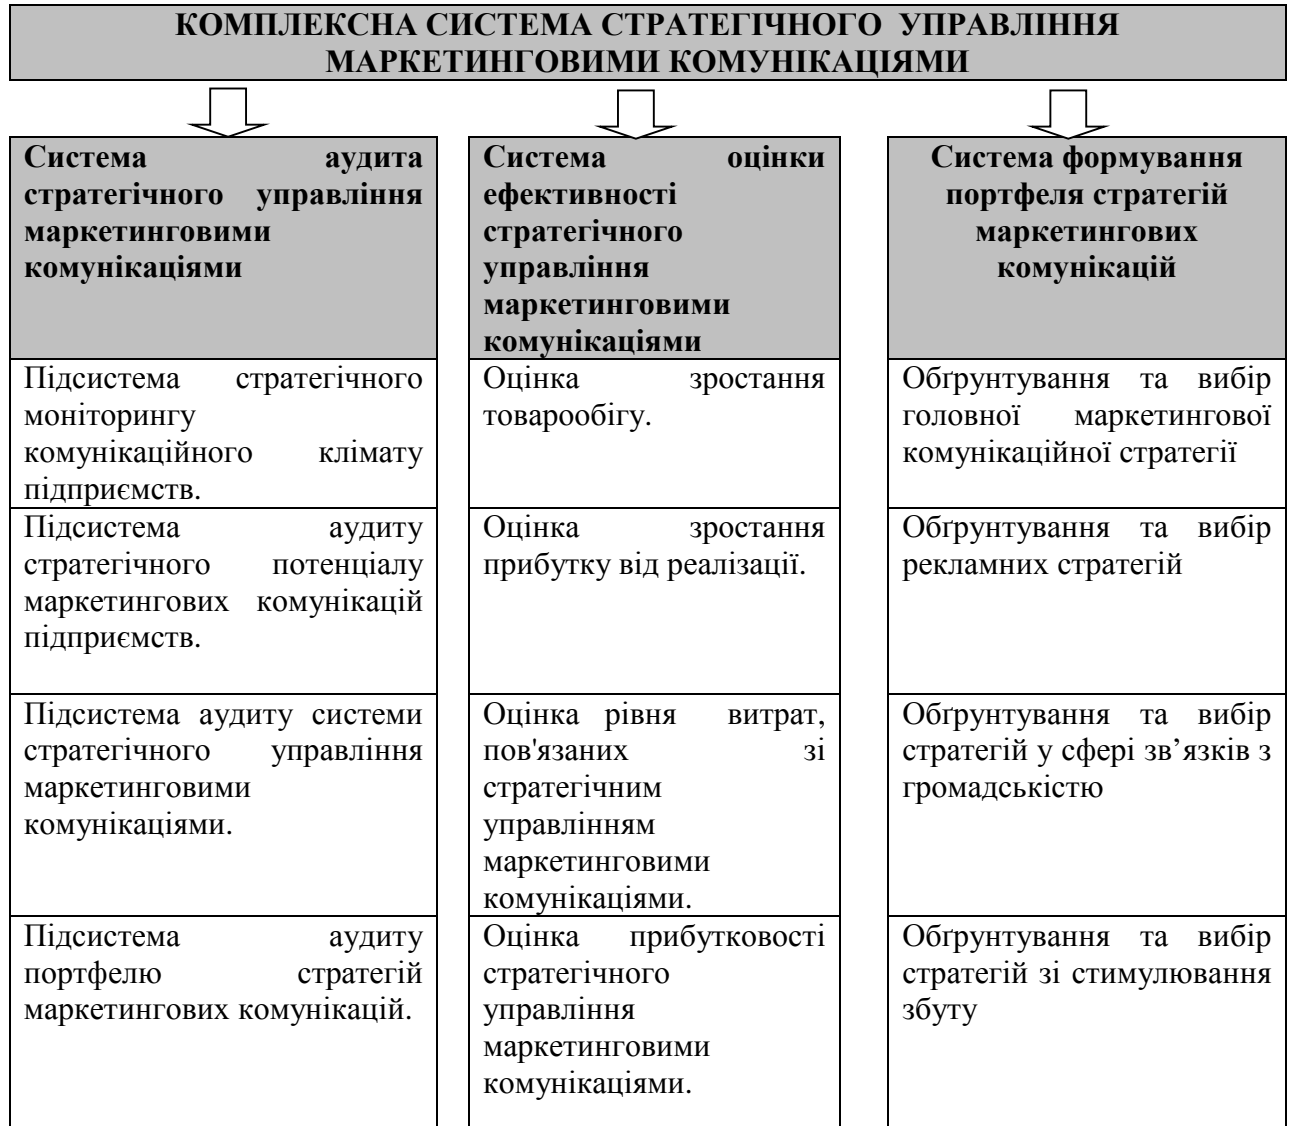 КОМПЛЕКСНА СИСТЕМА СТРАТЕГІЧНОГО УПРАВЛІННЯ
МАРКЕТИНГОВИМИ КОМУНІКАЦІЯМИ
Система аудита
стратегічного управління
маркетинговими
комунікаціями
Підсистема стратегічного
моніторингу
комунікаційного клімату
підприємств.
Підсистема аудиту
стратегічного потенціалу
маркетингових комунікацій
підприємств.
Підсистема аудиту системи
стратегічного управління
маркетинговими
комунікаціями.
Підсистема аудиту
портфелю стратегій
маркетингових комунікацій.
Система оцінки
ефективності
стратегічного
управління
маркетинговими
комунікаціями
Оцінка зростання
товарообігу.
Оцінка зростання
прибутку від реалізації.
Оцінка рівня витрат,
пов'язаних зі
стратегічним
управлінням
маркетинговими
комунікаціями.
Оцінка прибутковості
стратегічного
управління
маркетинговими
комунікаціями.
Система формування
портфеля стратегій
маркетингових
комунікацій
Обґрунтування та вибір
головної маркетингової
комунікаційної стратегії
Обґрунтування та вибір
рекламних стратегій
Обґрунтування та вибір
стратегій у сфері зв’язків з
громадськістю
Обґрунтування та вибір
стратегій зі стимулювання
збуту